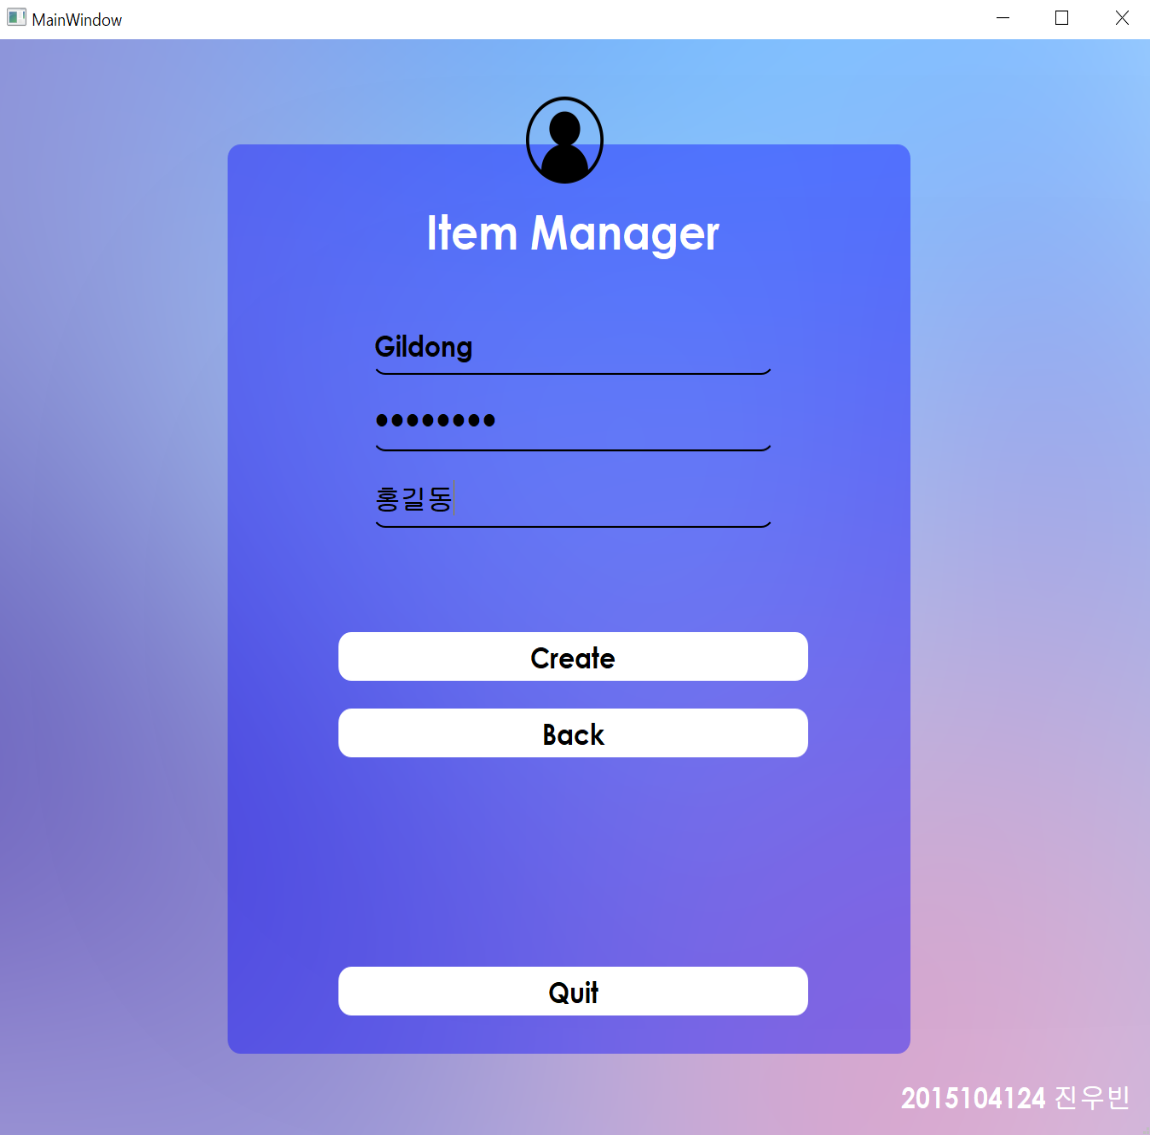 MainWindow
Item Manager
Gildong
••••••••
홍길동
Create
Back
Quit
2015104124 진우빈